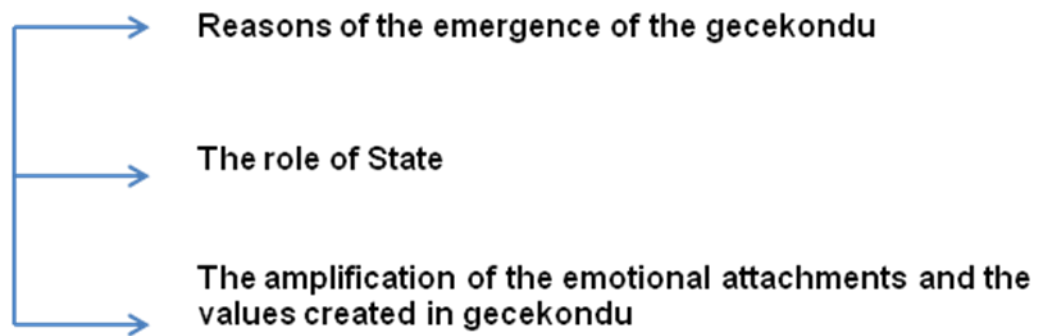 Reasons of the emergence of the gecekondu
The role of State
The amplification of the emotional attachments and the
values created in gecekondu